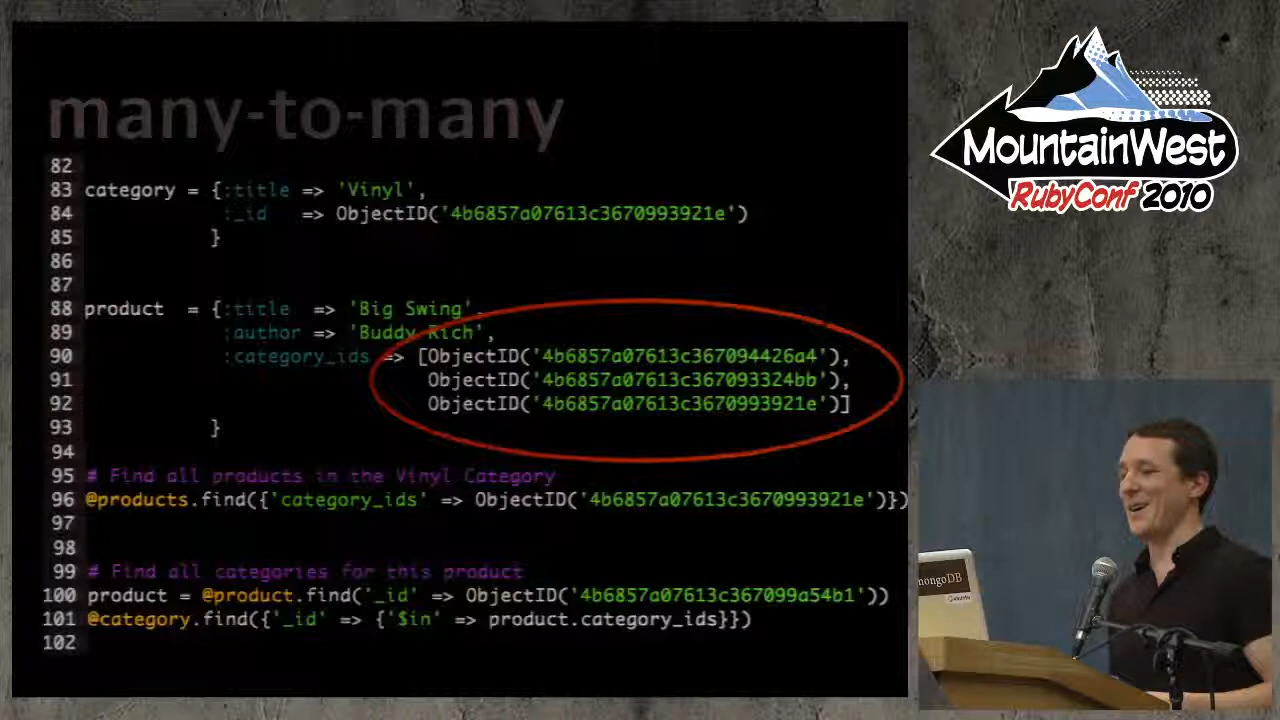 many-to-many
82
83 category = {:title => 'Vinyl',
84 :_id => ObjectID('4b6857a07613c3670993921e')
85 }
86
87
88 product = {:title => 'Big Swing',
89 :author => 'Buddy Rich',
90 :category_ids => [ObjectID('4b6857a07613c367094426a4'),
91 ObjectID('4b6857a07613c367093324bb'),
92 ObjectID('4b6857a07613c3670993921e')]
93 }
94
95 # Find all products in the Vinyl Category
96 @products.find({'category_ids' => ObjectID('4b6857a07613c3670993921e')})
97
98
99 # Find all categories for this product
100 product = @product.find('_id' => ObjectID('4b6857a07613c367099a54b1'))
101 @category.find({'_id' => {'$in' => product.category_ids}})
102
MountainWest
RubyConf 2010
mongoDB
ubuntu